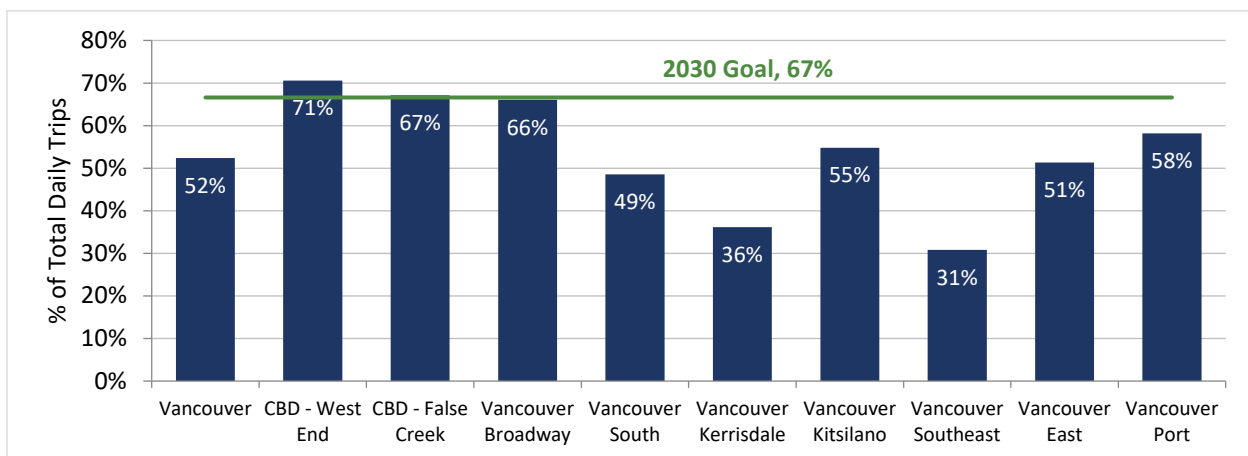 80%
70%
60%
50%
40%
30%
20%
10%
0%
% of Total Daily Trips
2030 Goal, 67%
52%
71%
67%
66%
49%
36%
55%
31%
51%
58%
Vancouver
CBD - West
End
CBD - False
Creek
Vancouver
Broadway
Vancouver
South
Vancouver
Kerrisdale
Vancouver
Kitsilano
Vancouver
Southeast
Vancouver
East
Vancouver
Port